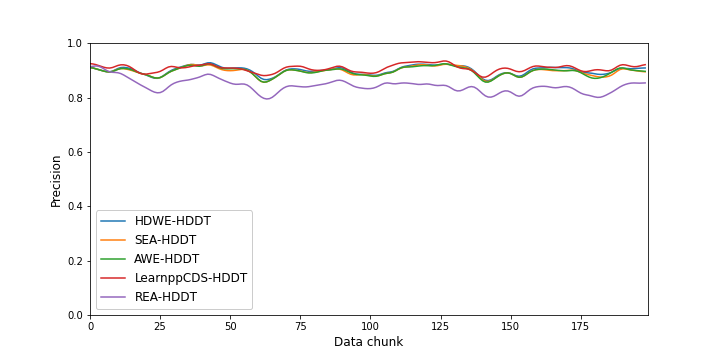 1.0
0.8
0.6
0.4
0.2
0.0
Precision
HDWE-HDDT
SEA-HDDT
AWE-HDDT
LearnppCDS-HDDT
REA-HDDT
0 25 50 75 100 125 150 175
Data chunk